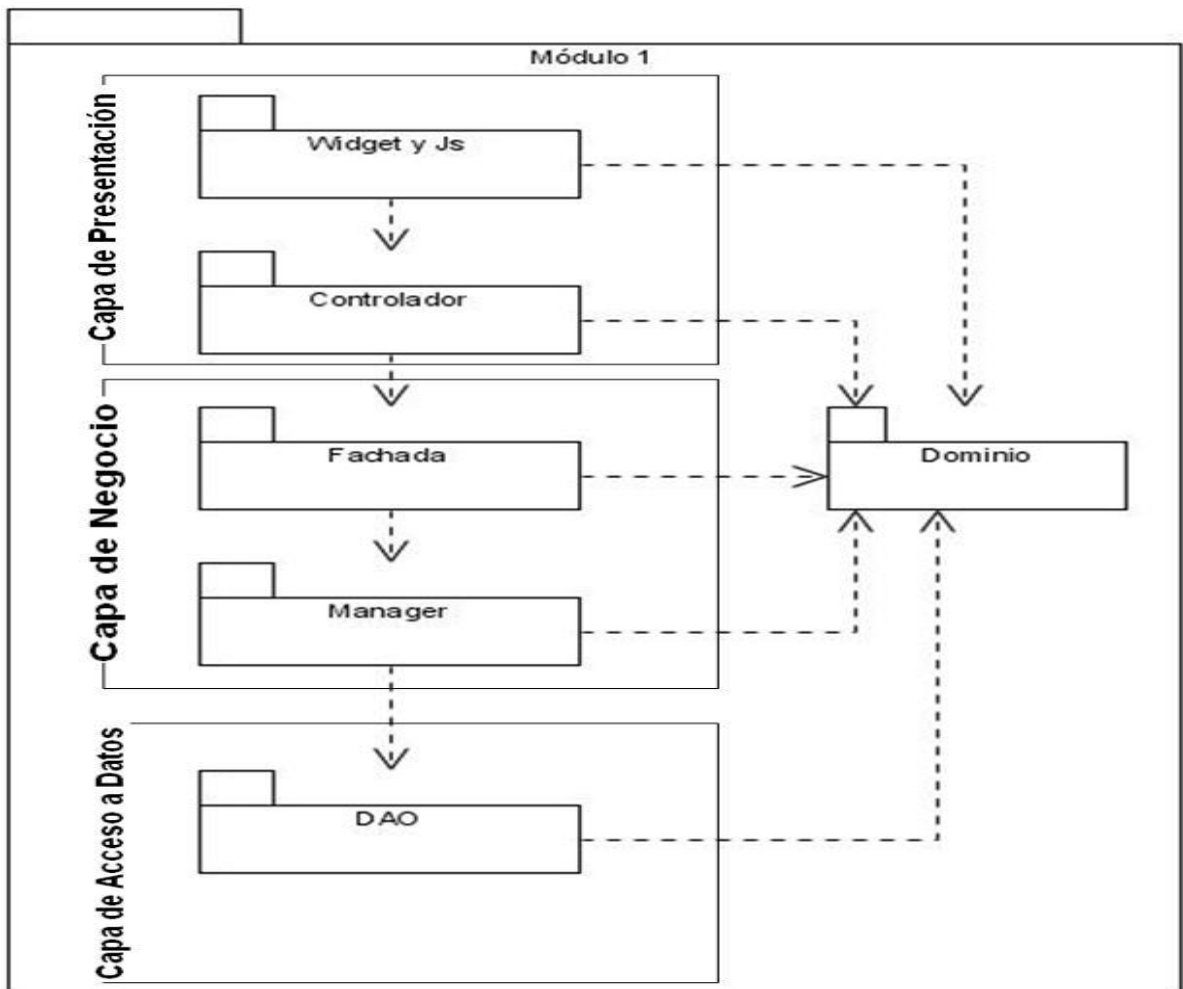 Módulo 1
Capa de Presentación
Widget y Js
Controlador
Capa de Negocio
Fachada
Dominio
Manager
Capa de Acceso a Datos
DAO